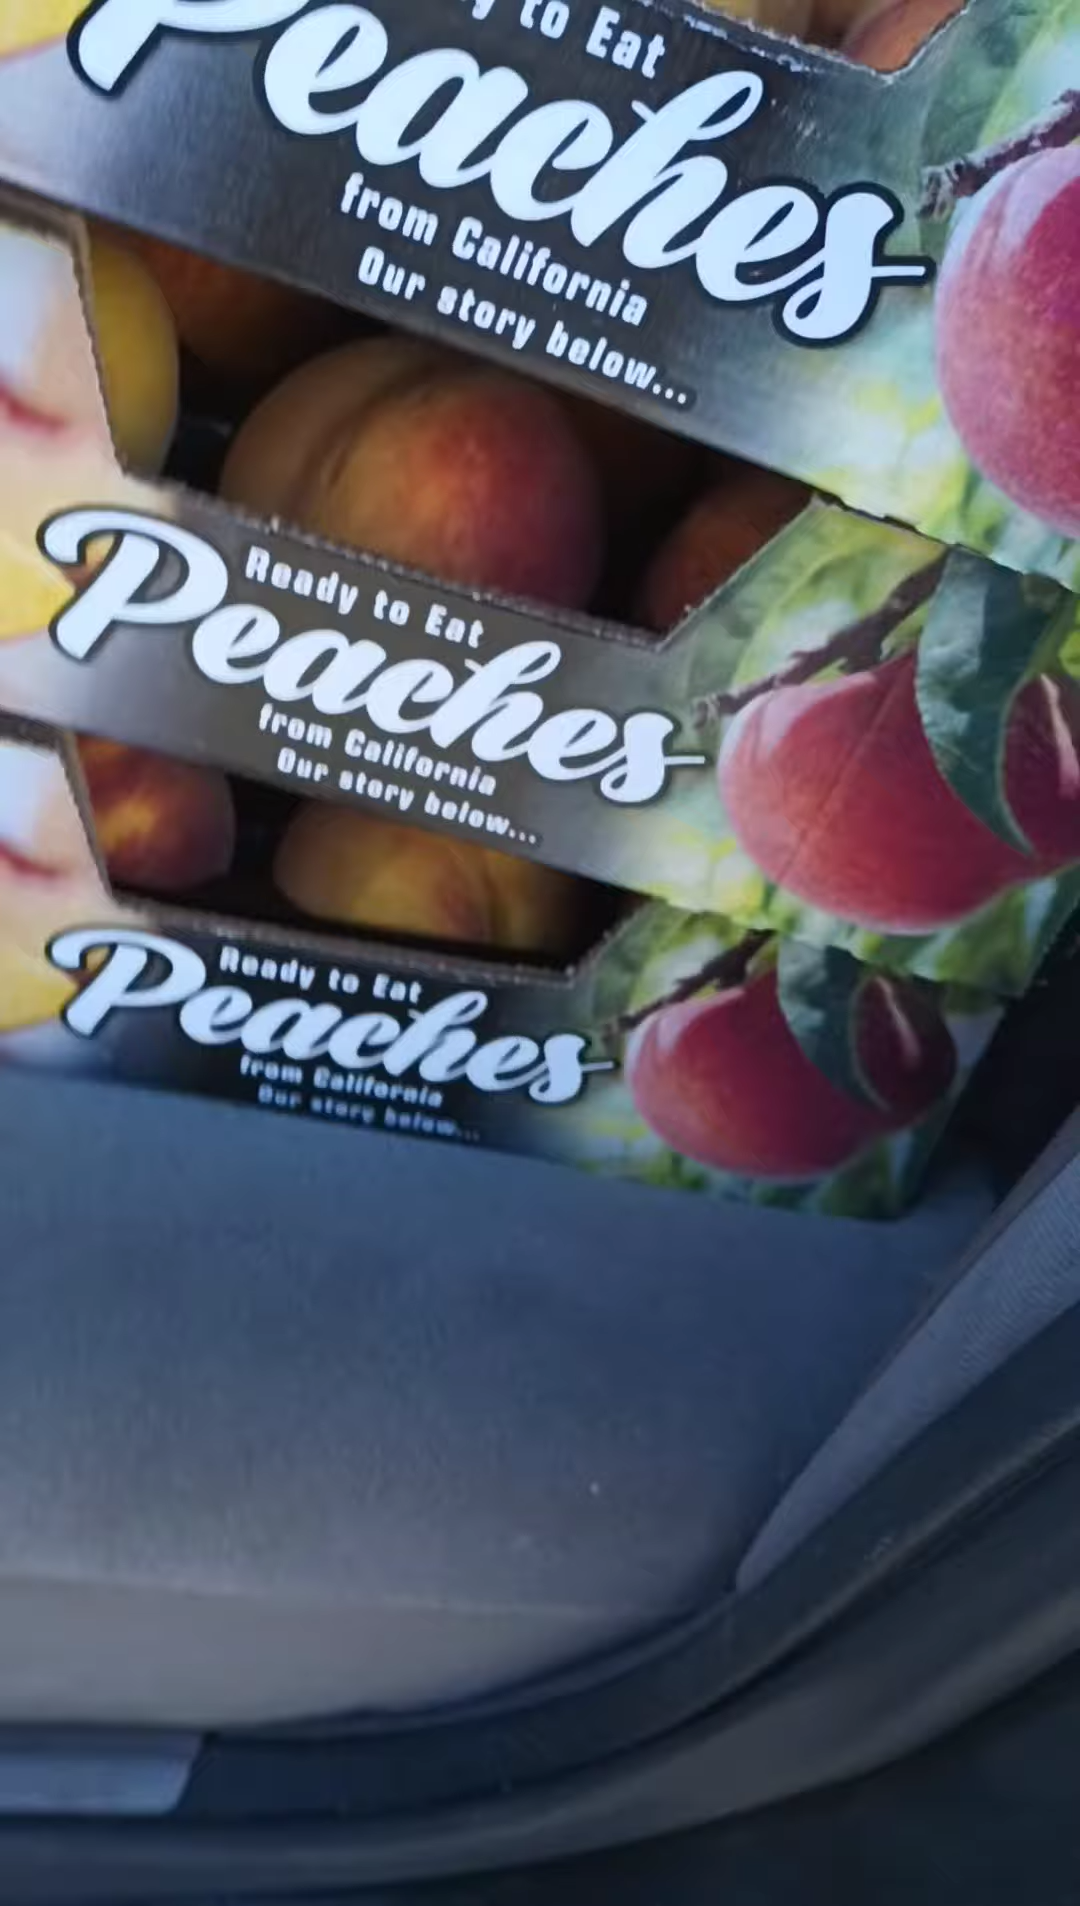 y to Eat
Peaches
from California
Our story below...
Ready to Eat
Peaches
from California
Our story below...
Ready to Eat
Peaches
from California
Our story below...